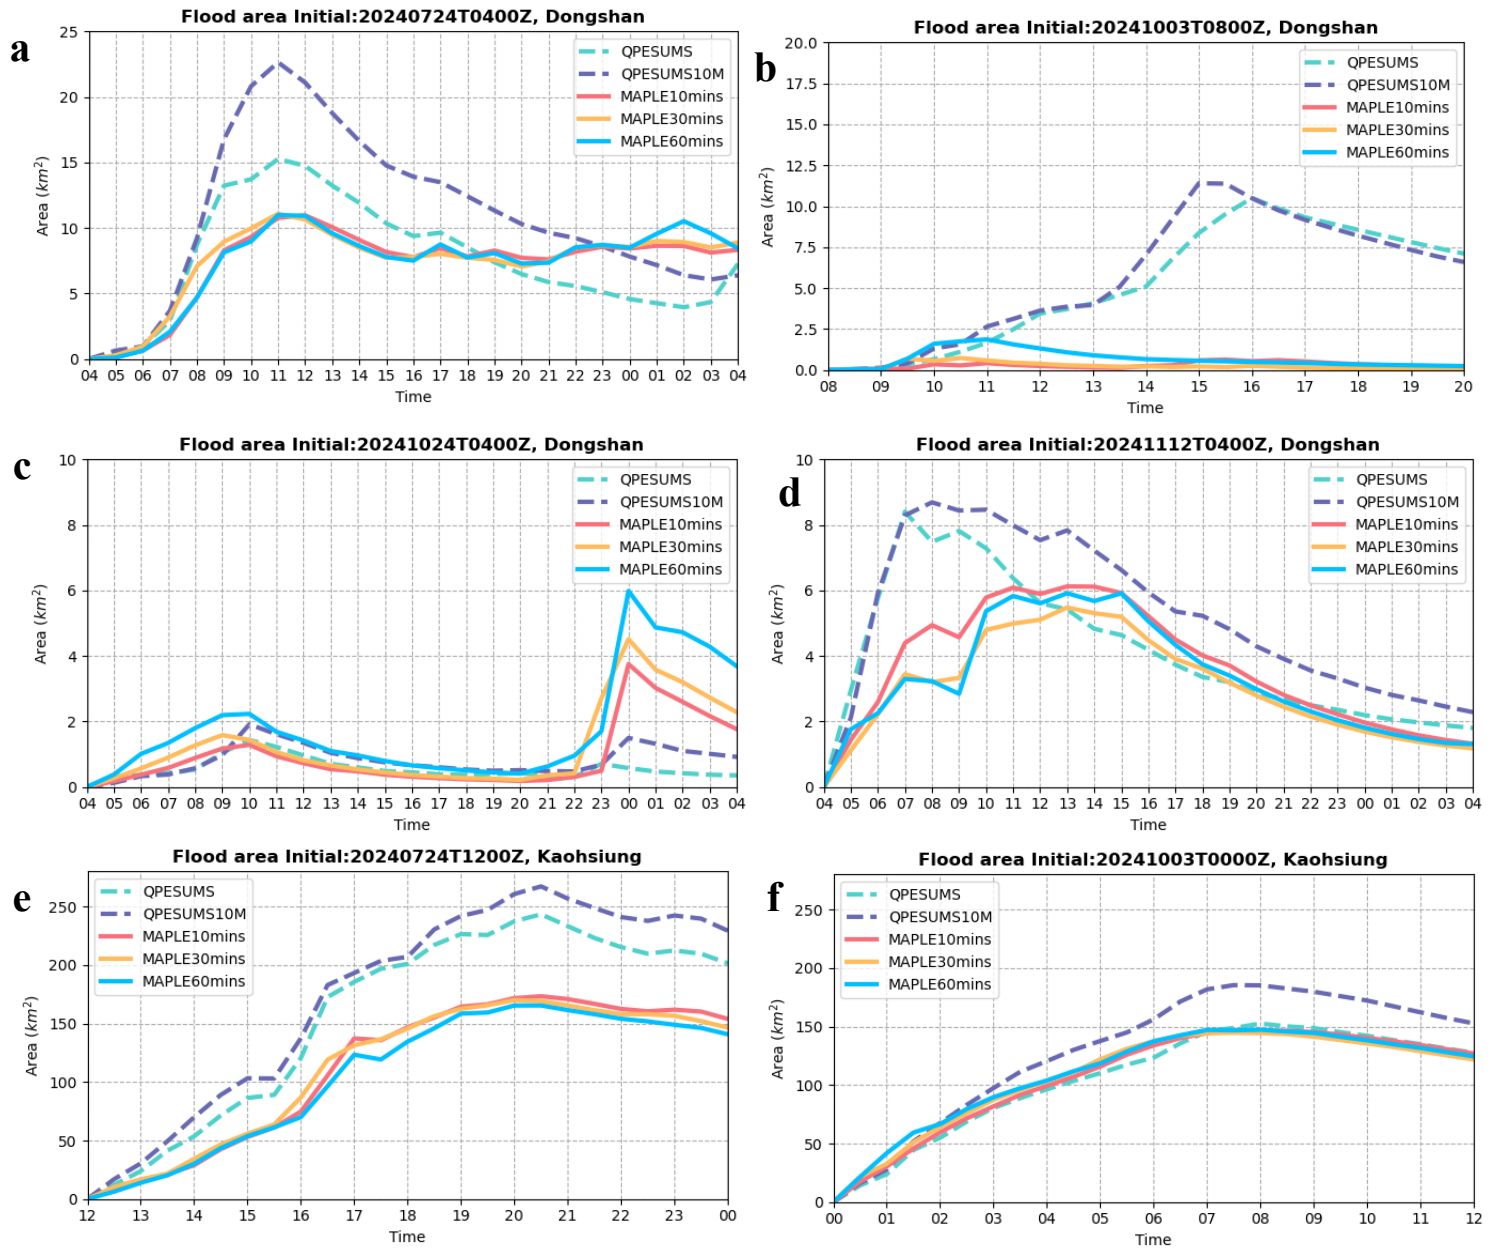 a
Flood area Initial:20240724T0400Z, Dongshan
Area (km²)
25
20
15
10
5
0
QPESUMS
QPESUMS10M
MAPLE10mins
MAPLE30mins
MAPLE60mins
04 05 06 07 08 09 10 11 12 13 14 15 16 17 18 19 20 21 22 23 00 01 02 03 04
Time
b
Flood area Initial:20241003T0800Z, Dongshan
Area (km²)
20.0
17.5
15.0
12.5
10.0
7.5
5.0
2.5
0.0
QPESUMS
QPESUMS10M
MAPLE10mins
MAPLE30mins
MAPLE60mins
08 09 10 11 12 13 14 15 16 17 18 19 20
Time
c
Flood area Initial:20241024T0400Z, Dongshan
Area (km²)
10
8
6
4
2
0
QPESUMS
QPESUMS10M
MAPLE10mins
MAPLE30mins
MAPLE60mins
04 05 06 07 08 09 10 11 12 13 14 15 16 17 18 19 20 21 22 23 00 01 02 03 04
Time
d
Flood area Initial:20241112T0400Z, Dongshan
Area (km²)
10
8
6
4
2
0
QPESUMS
QPESUMS10M
MAPLE10mins
MAPLE30mins
MAPLE60mins
04 05 06 07 08 09 10 11 12 13 14 15 16 17 18 19 20 21 22 23 00 01 02 03 04
Time
e
Flood area Initial:20240724T1200Z, Kaohsiung
Area (km²)
250
200
150
100
50
0
QPESUMS
QPESUMS10M
MAPLE10mins
MAPLE30mins
MAPLE60mins
12 13 14 15 16 17 18 19 20 21 22 23 00
Time
f
Flood area Initial:20241003T0000Z, Kaohsiung
Area (km²)
250
200
150
100
50
0
QPESUMS
QPESUMS10M
MAPLE10mins
MAPLE30mins
MAPLE60mins
00 01 02 03 04 05 06 07 08 09 10 11 12
Time